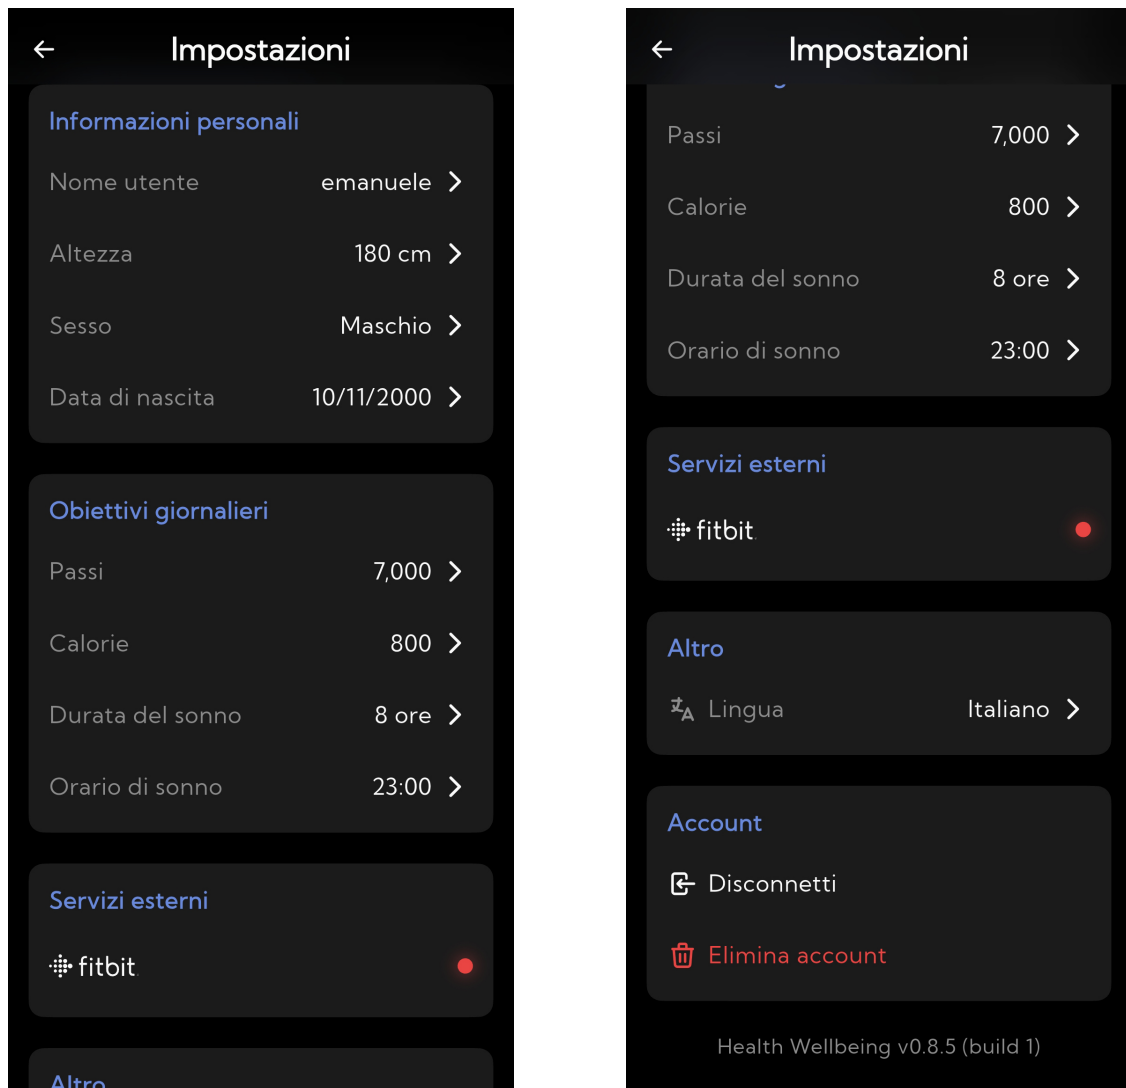 Impostazioni
Informazioni personali
Nome utente emanuele
Altezza 180 cm
Sesso Maschio
Data di nascita 10/11/2000
Obiettivi giornalieri
Passi 7,000
Calorie 800
Durata del sonno 8 ore
Orario di sonno 23:00
Servizi esterni
fitbit
Altro
Impostazioni
Passi 7,000
Calorie 800
Durata del sonno 8 ore
Orario di sonno 23:00
Servizi esterni
fitbit
Altro
Lingua Italiano
Account
Disconnetti
Elimina account
Health Wellbeing v0.8.5 (build 1)